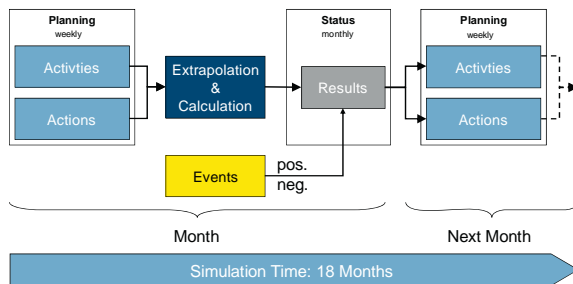 Planning
weekly
Activties
Actions
Extrapolation
&
Calculation
Status
monthly
Results
Events
pos.
neg.
Planning
weekly
Activties
Actions
Month
Next Month
Simulation Time: 18 Months